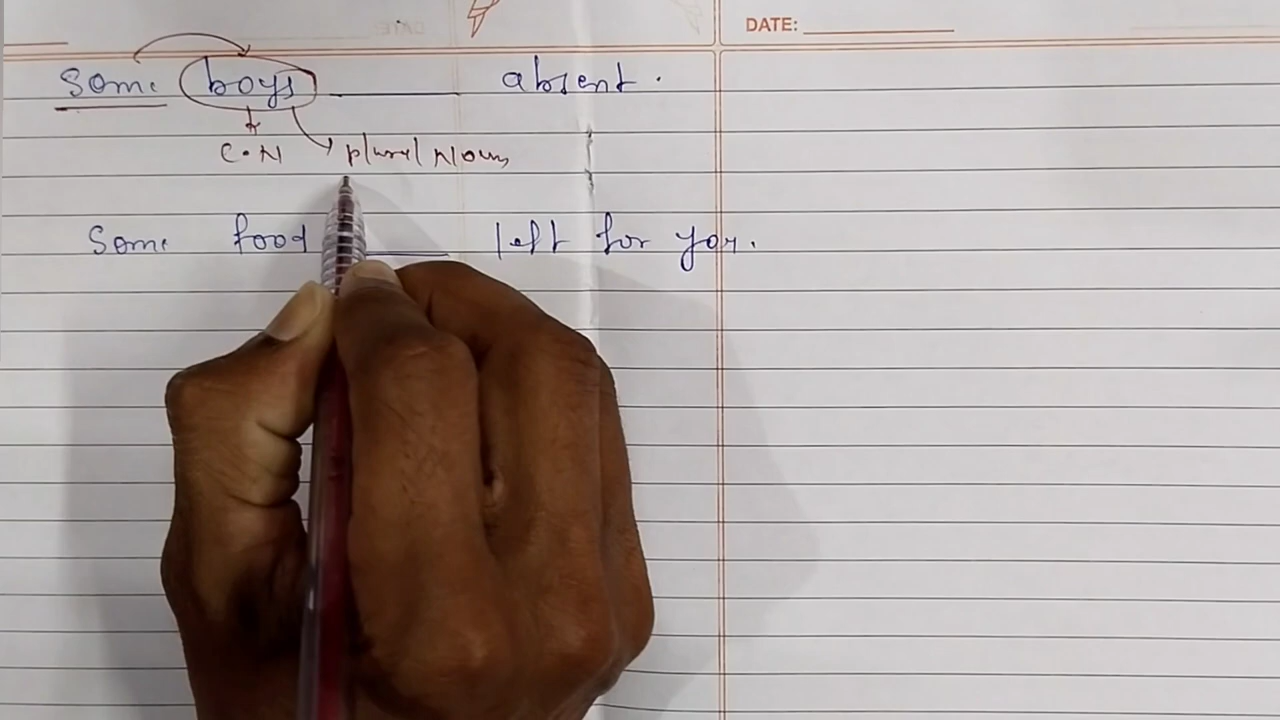 DATE:
Some boys ______ absent.
C.N plural Noun
Some food ______ left for you.